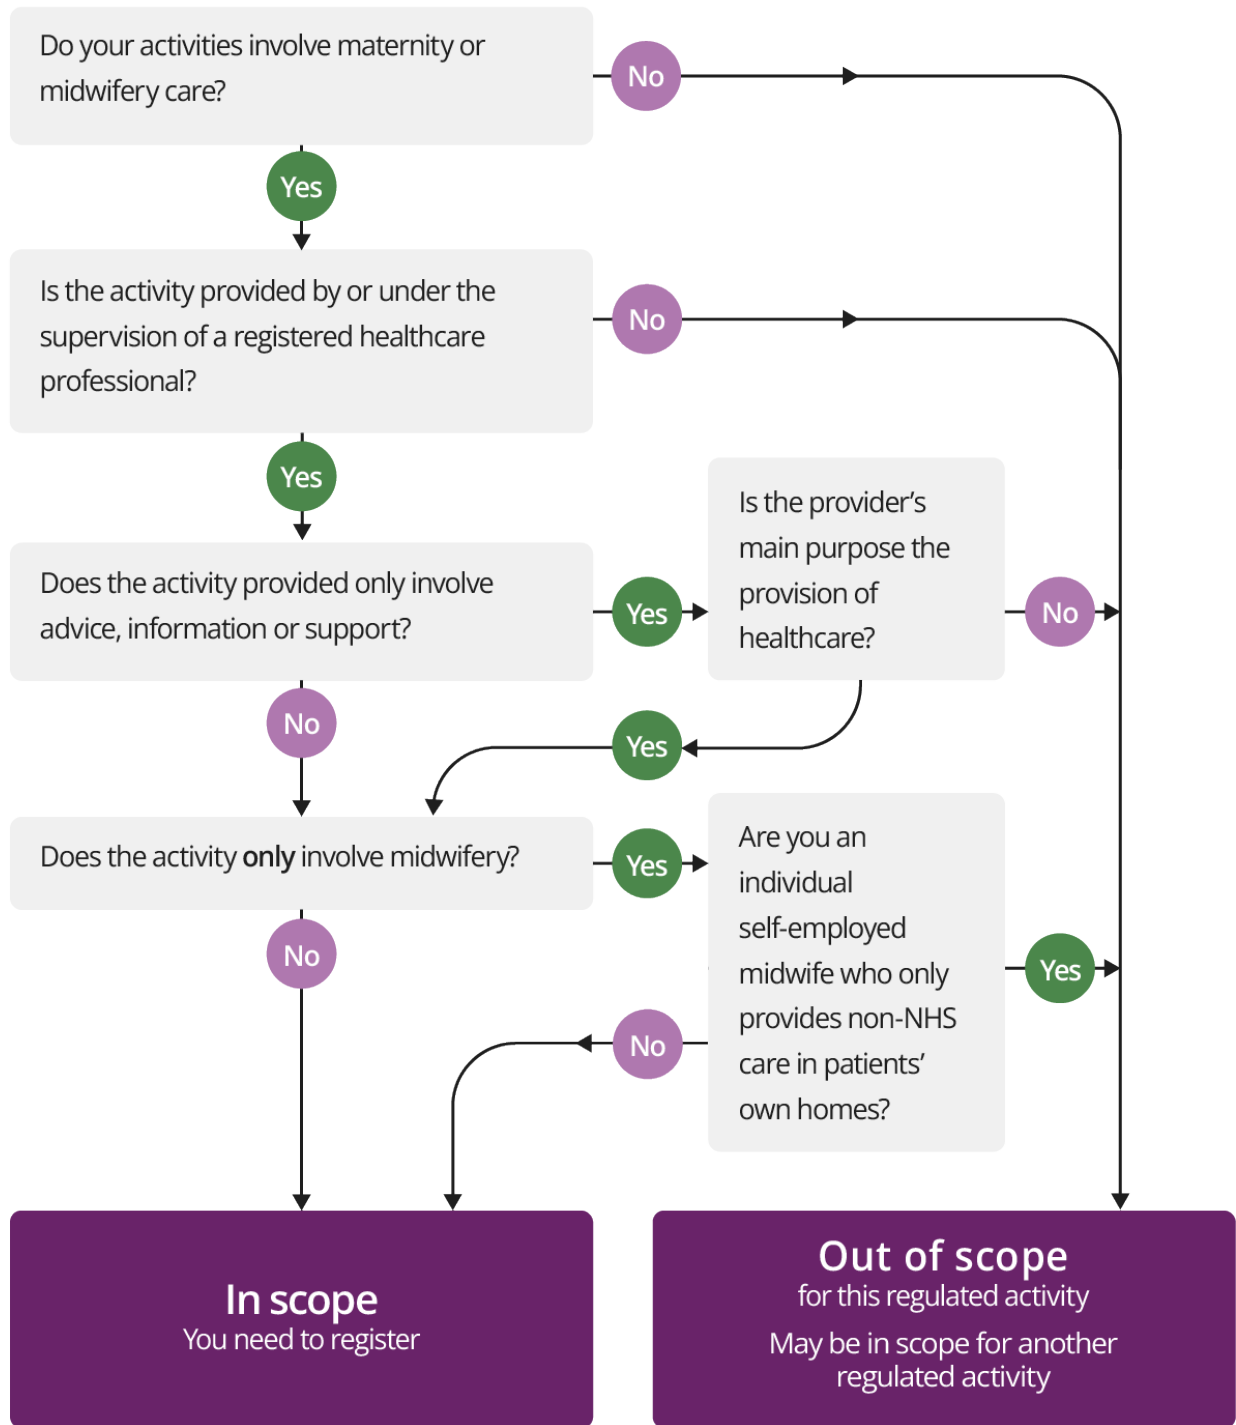 Do your activities involve maternity or
midwifery care?
No
Yes
Is the activity provided by or under the
supervision of a registered healthcare
professional?
No
Yes
Does the activity provided only involve
advice, information or support?
Yes
Is the provider’s
main purpose the
provision of
healthcare?
No
No
Yes
Does the activity only involve midwifery?
Yes
Are you an
individual
self-employed
midwife who only
provides non-NHS
care in patients’
own homes?
Yes
No
No
In scope
You need to register
Out of scope
for this regulated activity
May be in scope for another
regulated activity